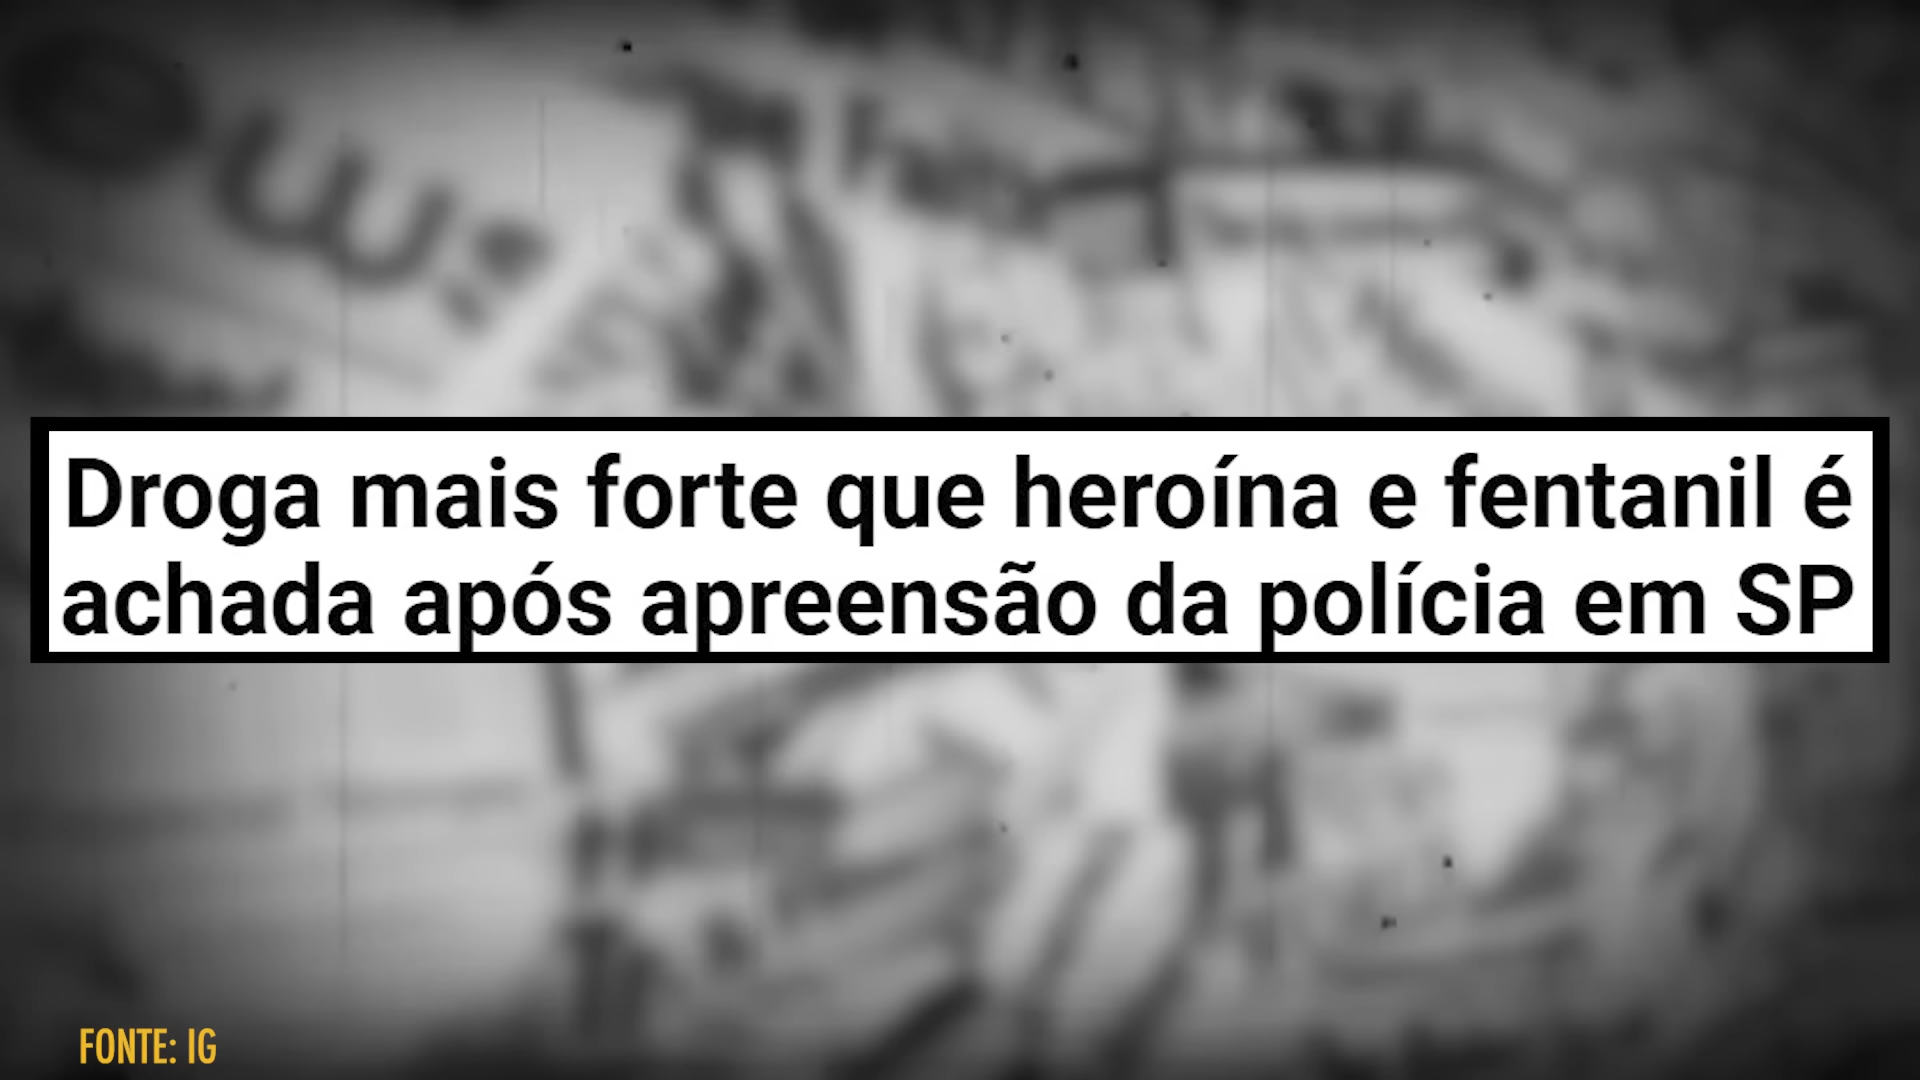 Droga mais forte que heroína e fentanil é
achada após apreensão da polícia em SP
FONTE: IG